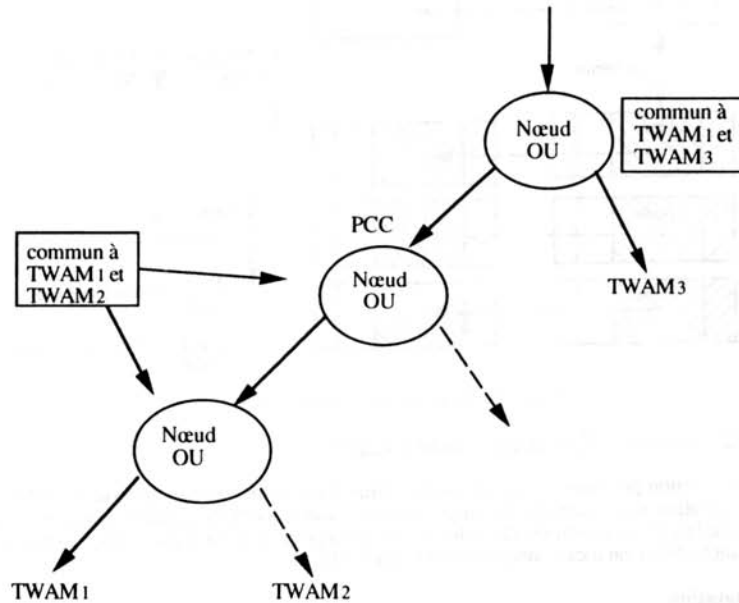 Nœud
OU
commun à
TWAM1 et
TWAM3
PCC
commun à
TWAM1 et
TWAM2
Nœud
OU
TWAM3
Nœud
OU
TWAM1
TWAM2